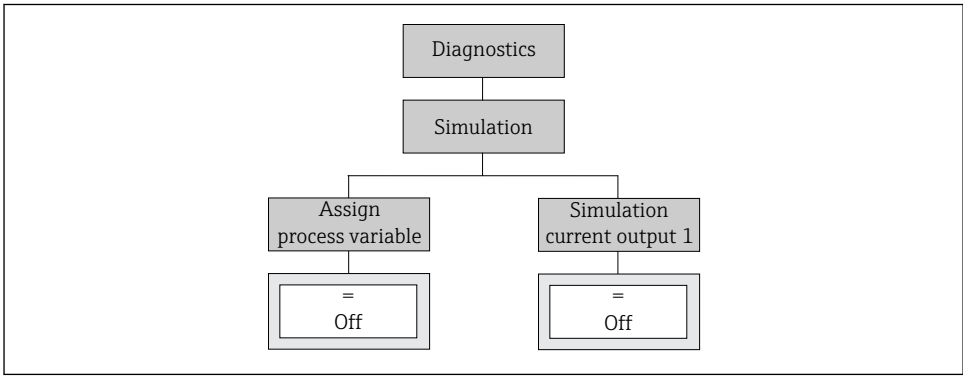 Diagnostics
Simulation
Assign
process variable
Simulation
current output 1
=
Off
=
Off